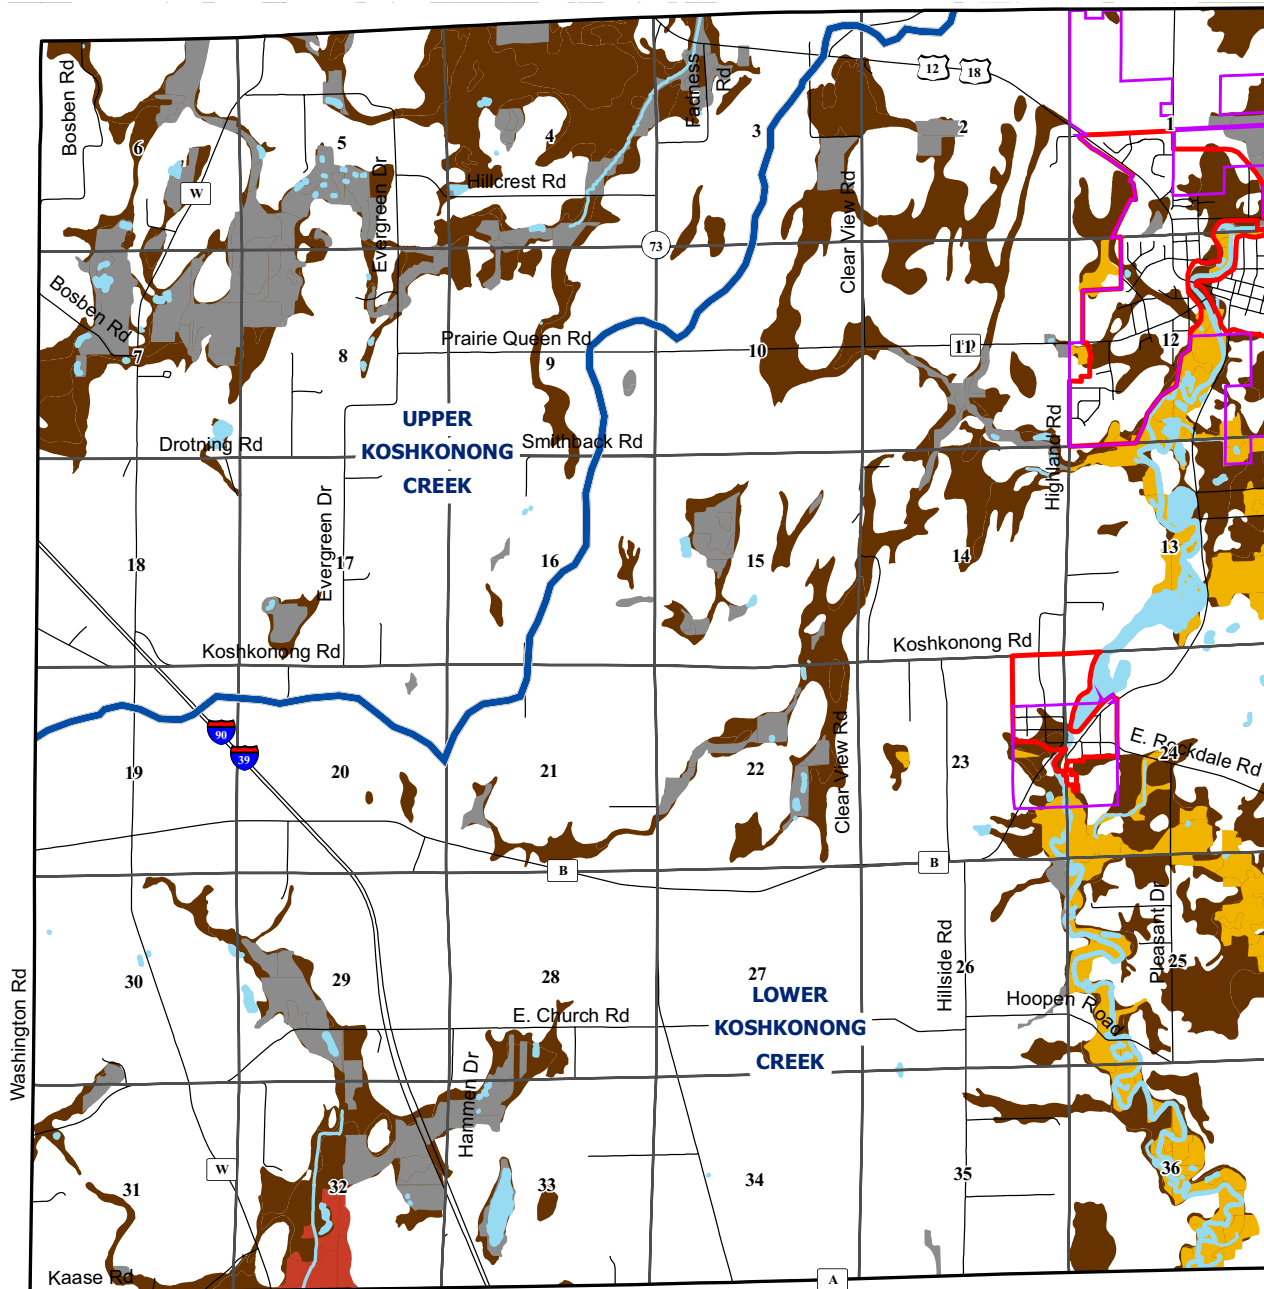 Bosben Rd
Fadness
Rd
12
18
6
5
4
3
2
1
W
Evergreen Dr
Hillcrest Rd
73
Clear View Rd
Bosben Rd
7
8
Prairie Queen Rd
9
10
11
12
UPPER
KOSHKONONG
CREEK
Drotning Rd
Smithback Rd
Highland Rd
Evergreen Dr
18
17
16
15
14
13
Koshkonong Rd
Koshkonong Rd
90
39
Clear View Rd
E. Rockdale Rd
19
20
21
22
23
24
B
B
Washington Rd
30
29
28
27
26
25
Hillside Rd
Pleasant Dr
LOWER
KOSHKONONG
CREEK
Hoopen Road
E. Church Rd
Hammen Dr
W
31
32
33
34
35
36
Kaase Rd
A